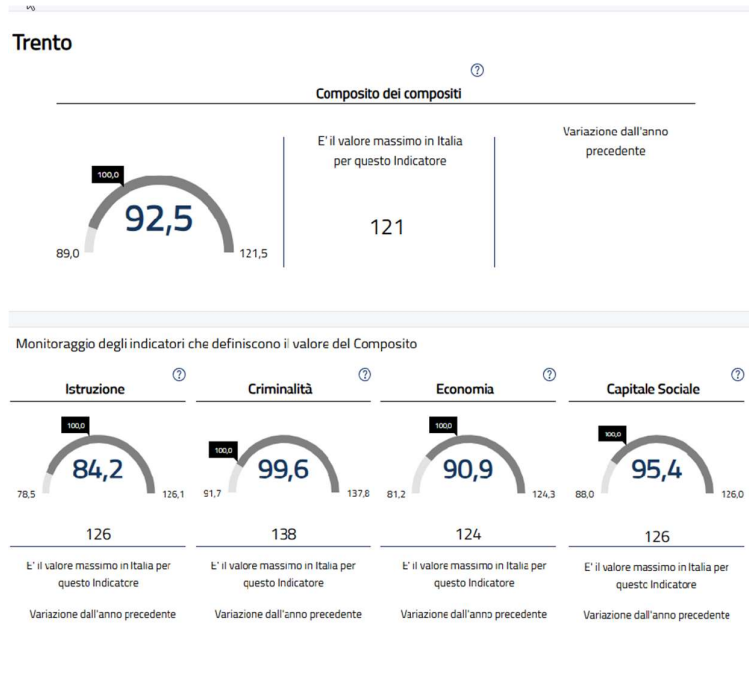 Trento
Composito dei compositi
E' il valore massimo in Italia
per questo Indicatore
121
Variazione dall'anno
precedente
100,0
92,5
89,0
121,5
Monitoraggio degli indicatori che definiscono il valore del Composito
Istruzione
100,0
84,2
78,5
126,1
126
E' il valore massimo in Italia per
questo Indicatore
Variazione dall'anno precedente
Criminalità
100,0
99,6
91,7
137,8
138
E' il valore massimo in Italia per
questo Indicatore
Variazione dall'anno precedente
Economia
100,0
90,9
81,2
124,3
124
E' il valore massimo in Italia per
questo Indicatore
Variazione dall'anno precedente
Capitale Sociale
100,0
95,4
88,0
126,0
126
E' il valore massimo in Italia per
questo Indicatore
Variazione dall'anno precedente